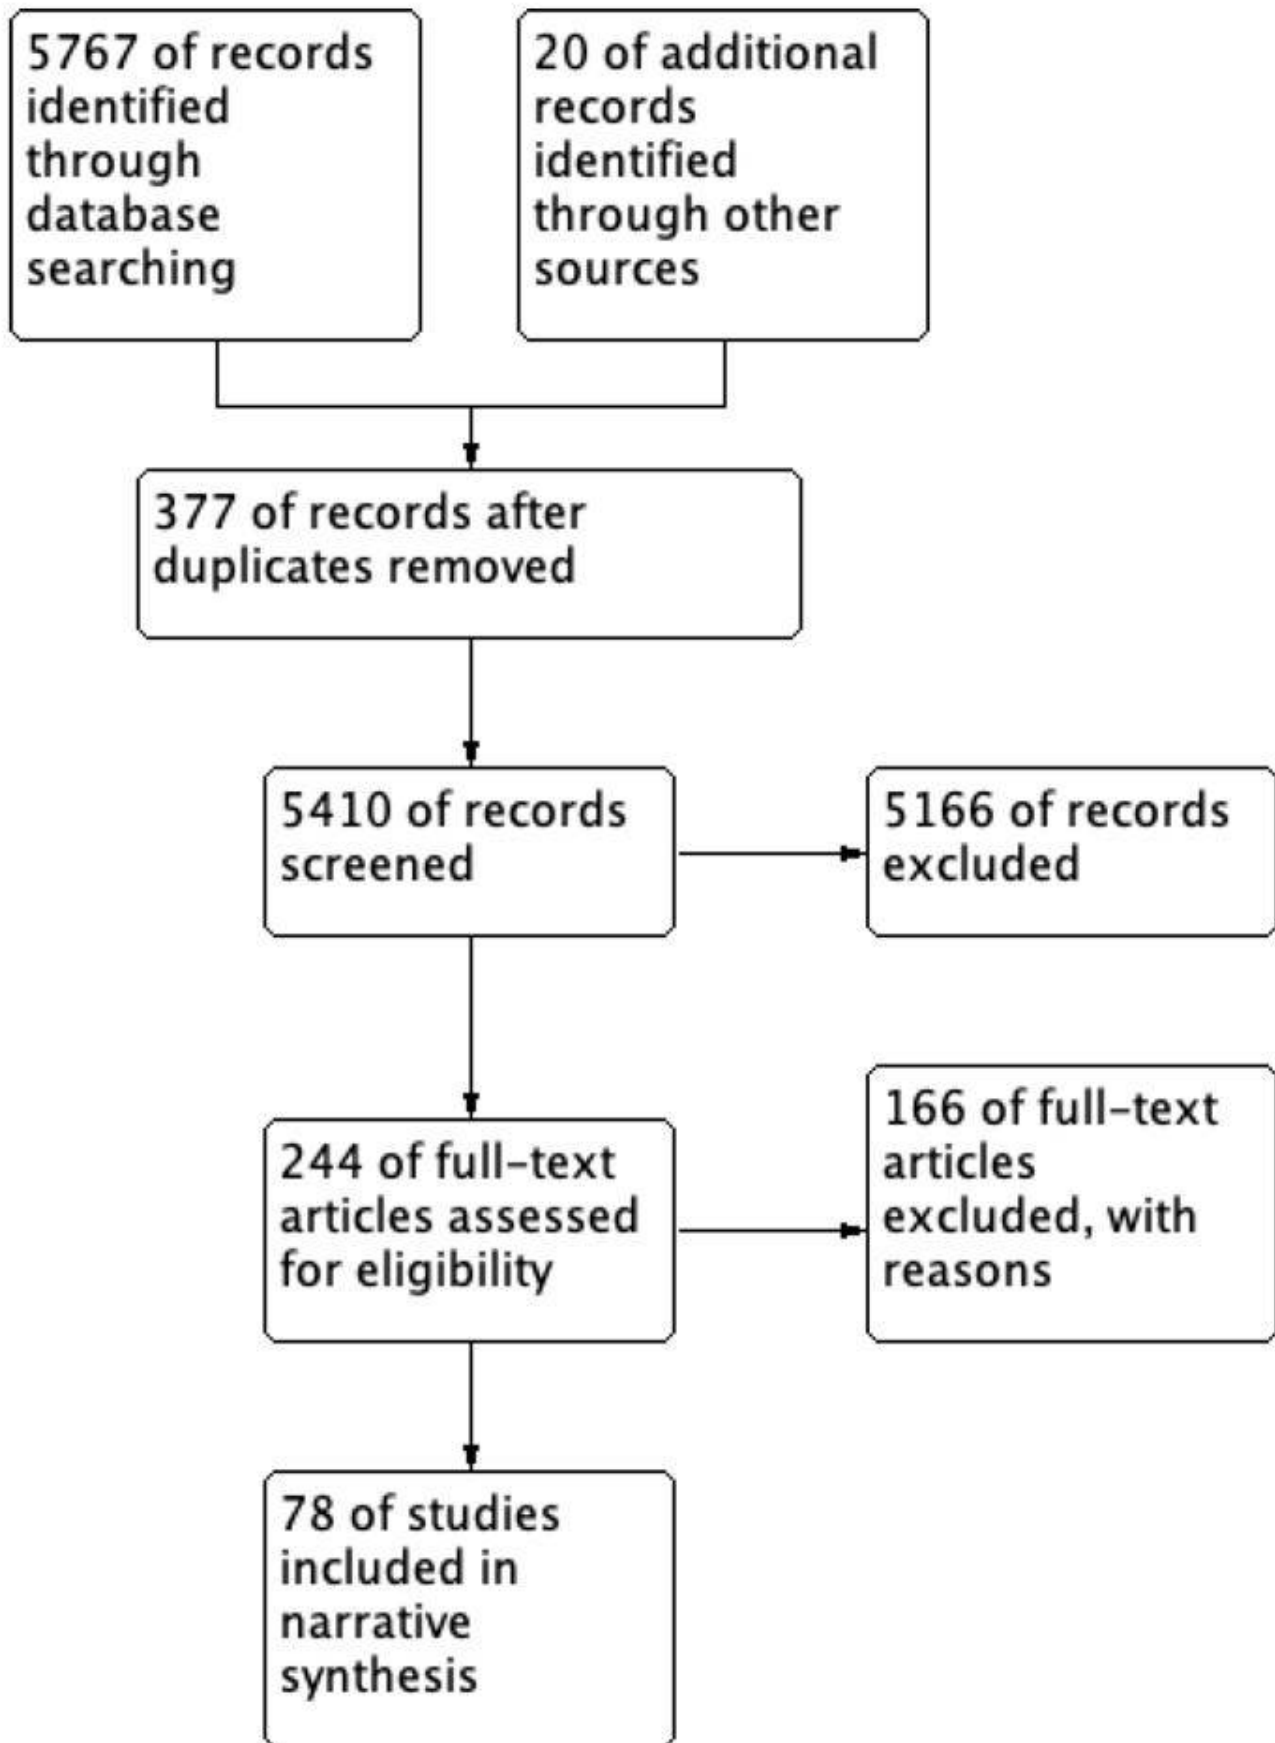 5767 of records
identified
through
database
searching
20 of additional
records
identified
through other
sources
377 of records after
duplicates removed
5410 of records
screened
5166 of records
excluded
244 of full-text
articles assessed
for eligibility
166 of full-text
articles
excluded, with
reasons
78 of studies
included in
narrative
synthesis